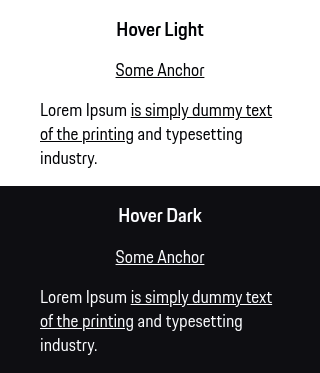 Hover Light
Some Anchor
Lorem Ipsum is simply dummy text
of the printing and typesetting
industry.
Hover Dark
Some Anchor
Lorem Ipsum is simply dummy text
of the printing and typesetting
industry.